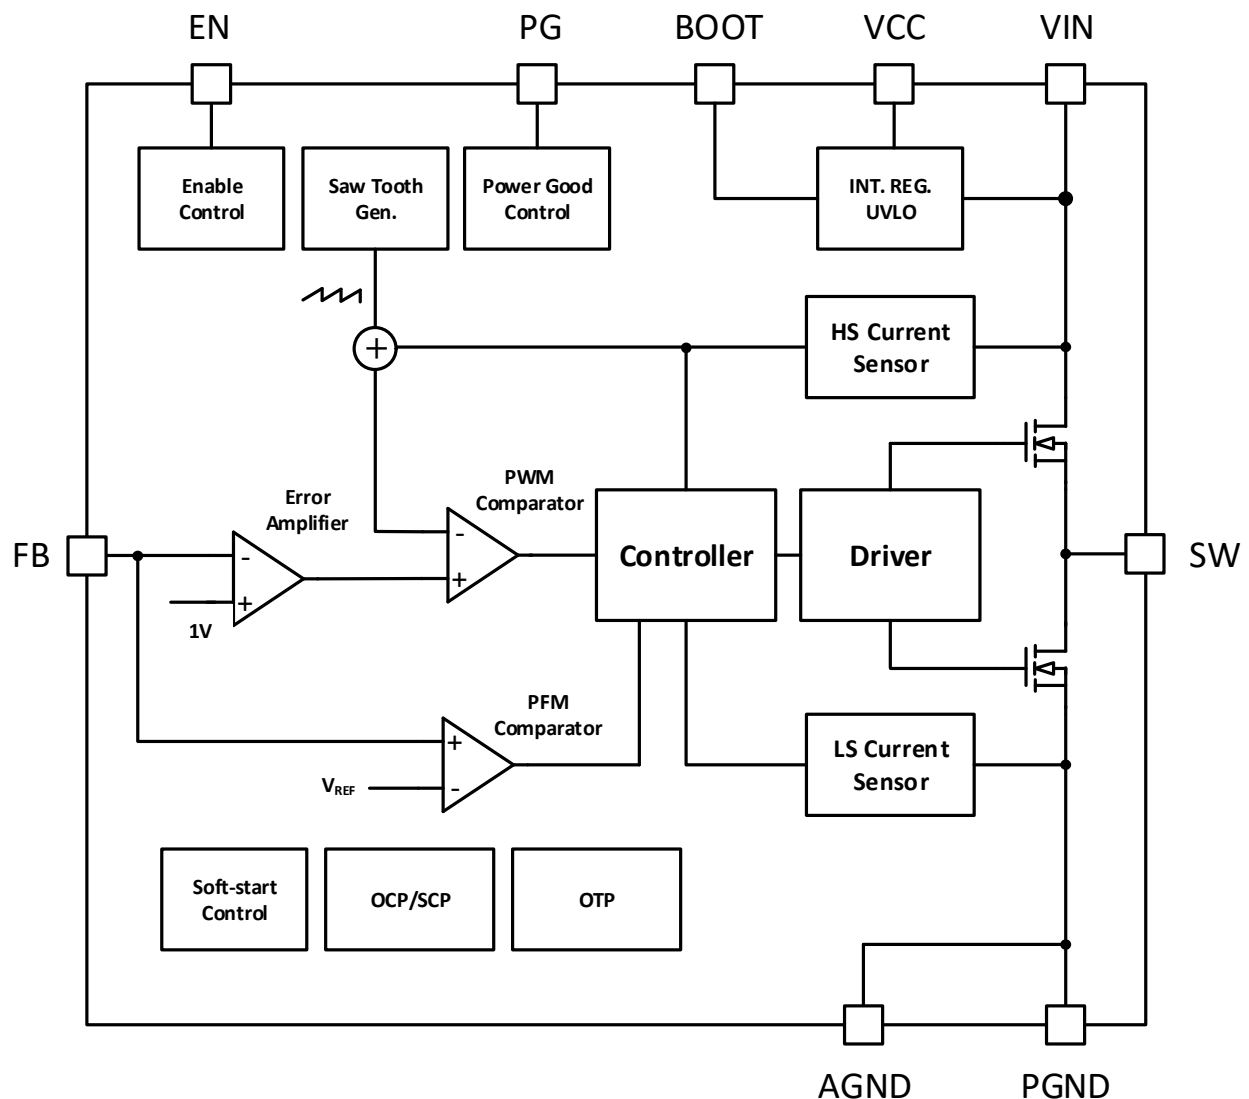 EN
PG
BOOT
VCC
VIN
Enable
Control
Saw Tooth
Gen.
Power Good
Control
INT. REG.
UVLO
HS Current
Sensor
+
Error
Amplifier
PWM
Comparator
FB
-
+
1V
-
+
Controller
Driver
SW
PFM
Comparator
+
-
VREF
LS Current
Sensor
Soft-start
Control
OCP/SCP
OTP
AGND
PGND